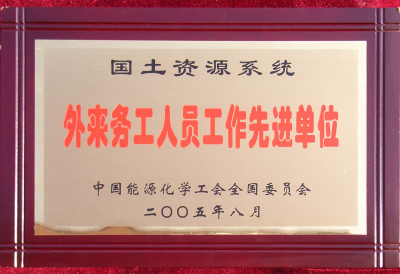 国土资源系统
外来务工人员工作先进单位
中国能源化学工会全国委员会
二〇〇五年八月